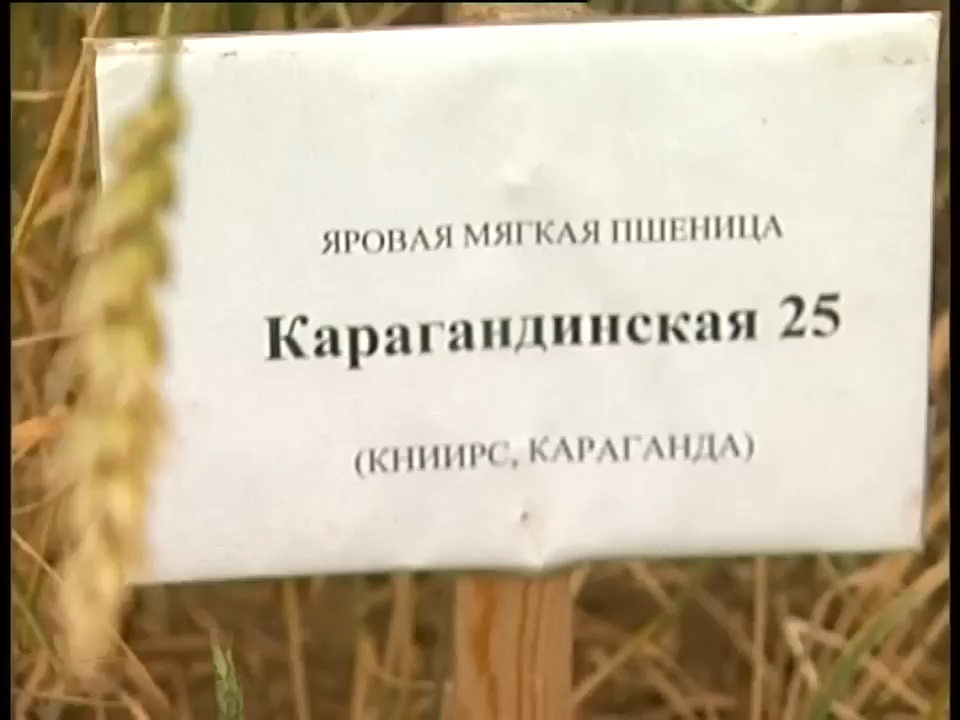 ЯРОВАЯ МЯГКАЯ ПШЕНИЦА
Карагандинская 25
(КНИИРС, КАРАГАНДА)